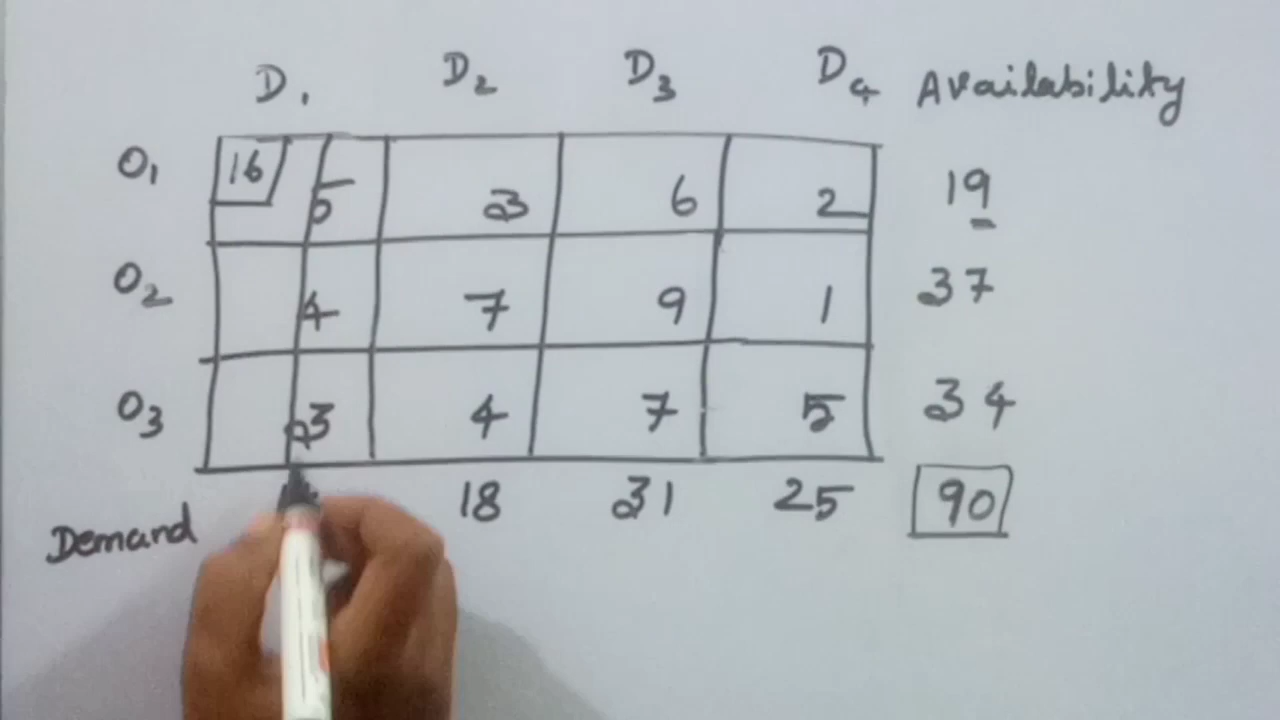 D1 D2 D3 D4 Availability
O1 16 5 3 6 2 19
O2 4 7 9 1 37
O3 3 4 7 5 34
Demand 18 31 25 90